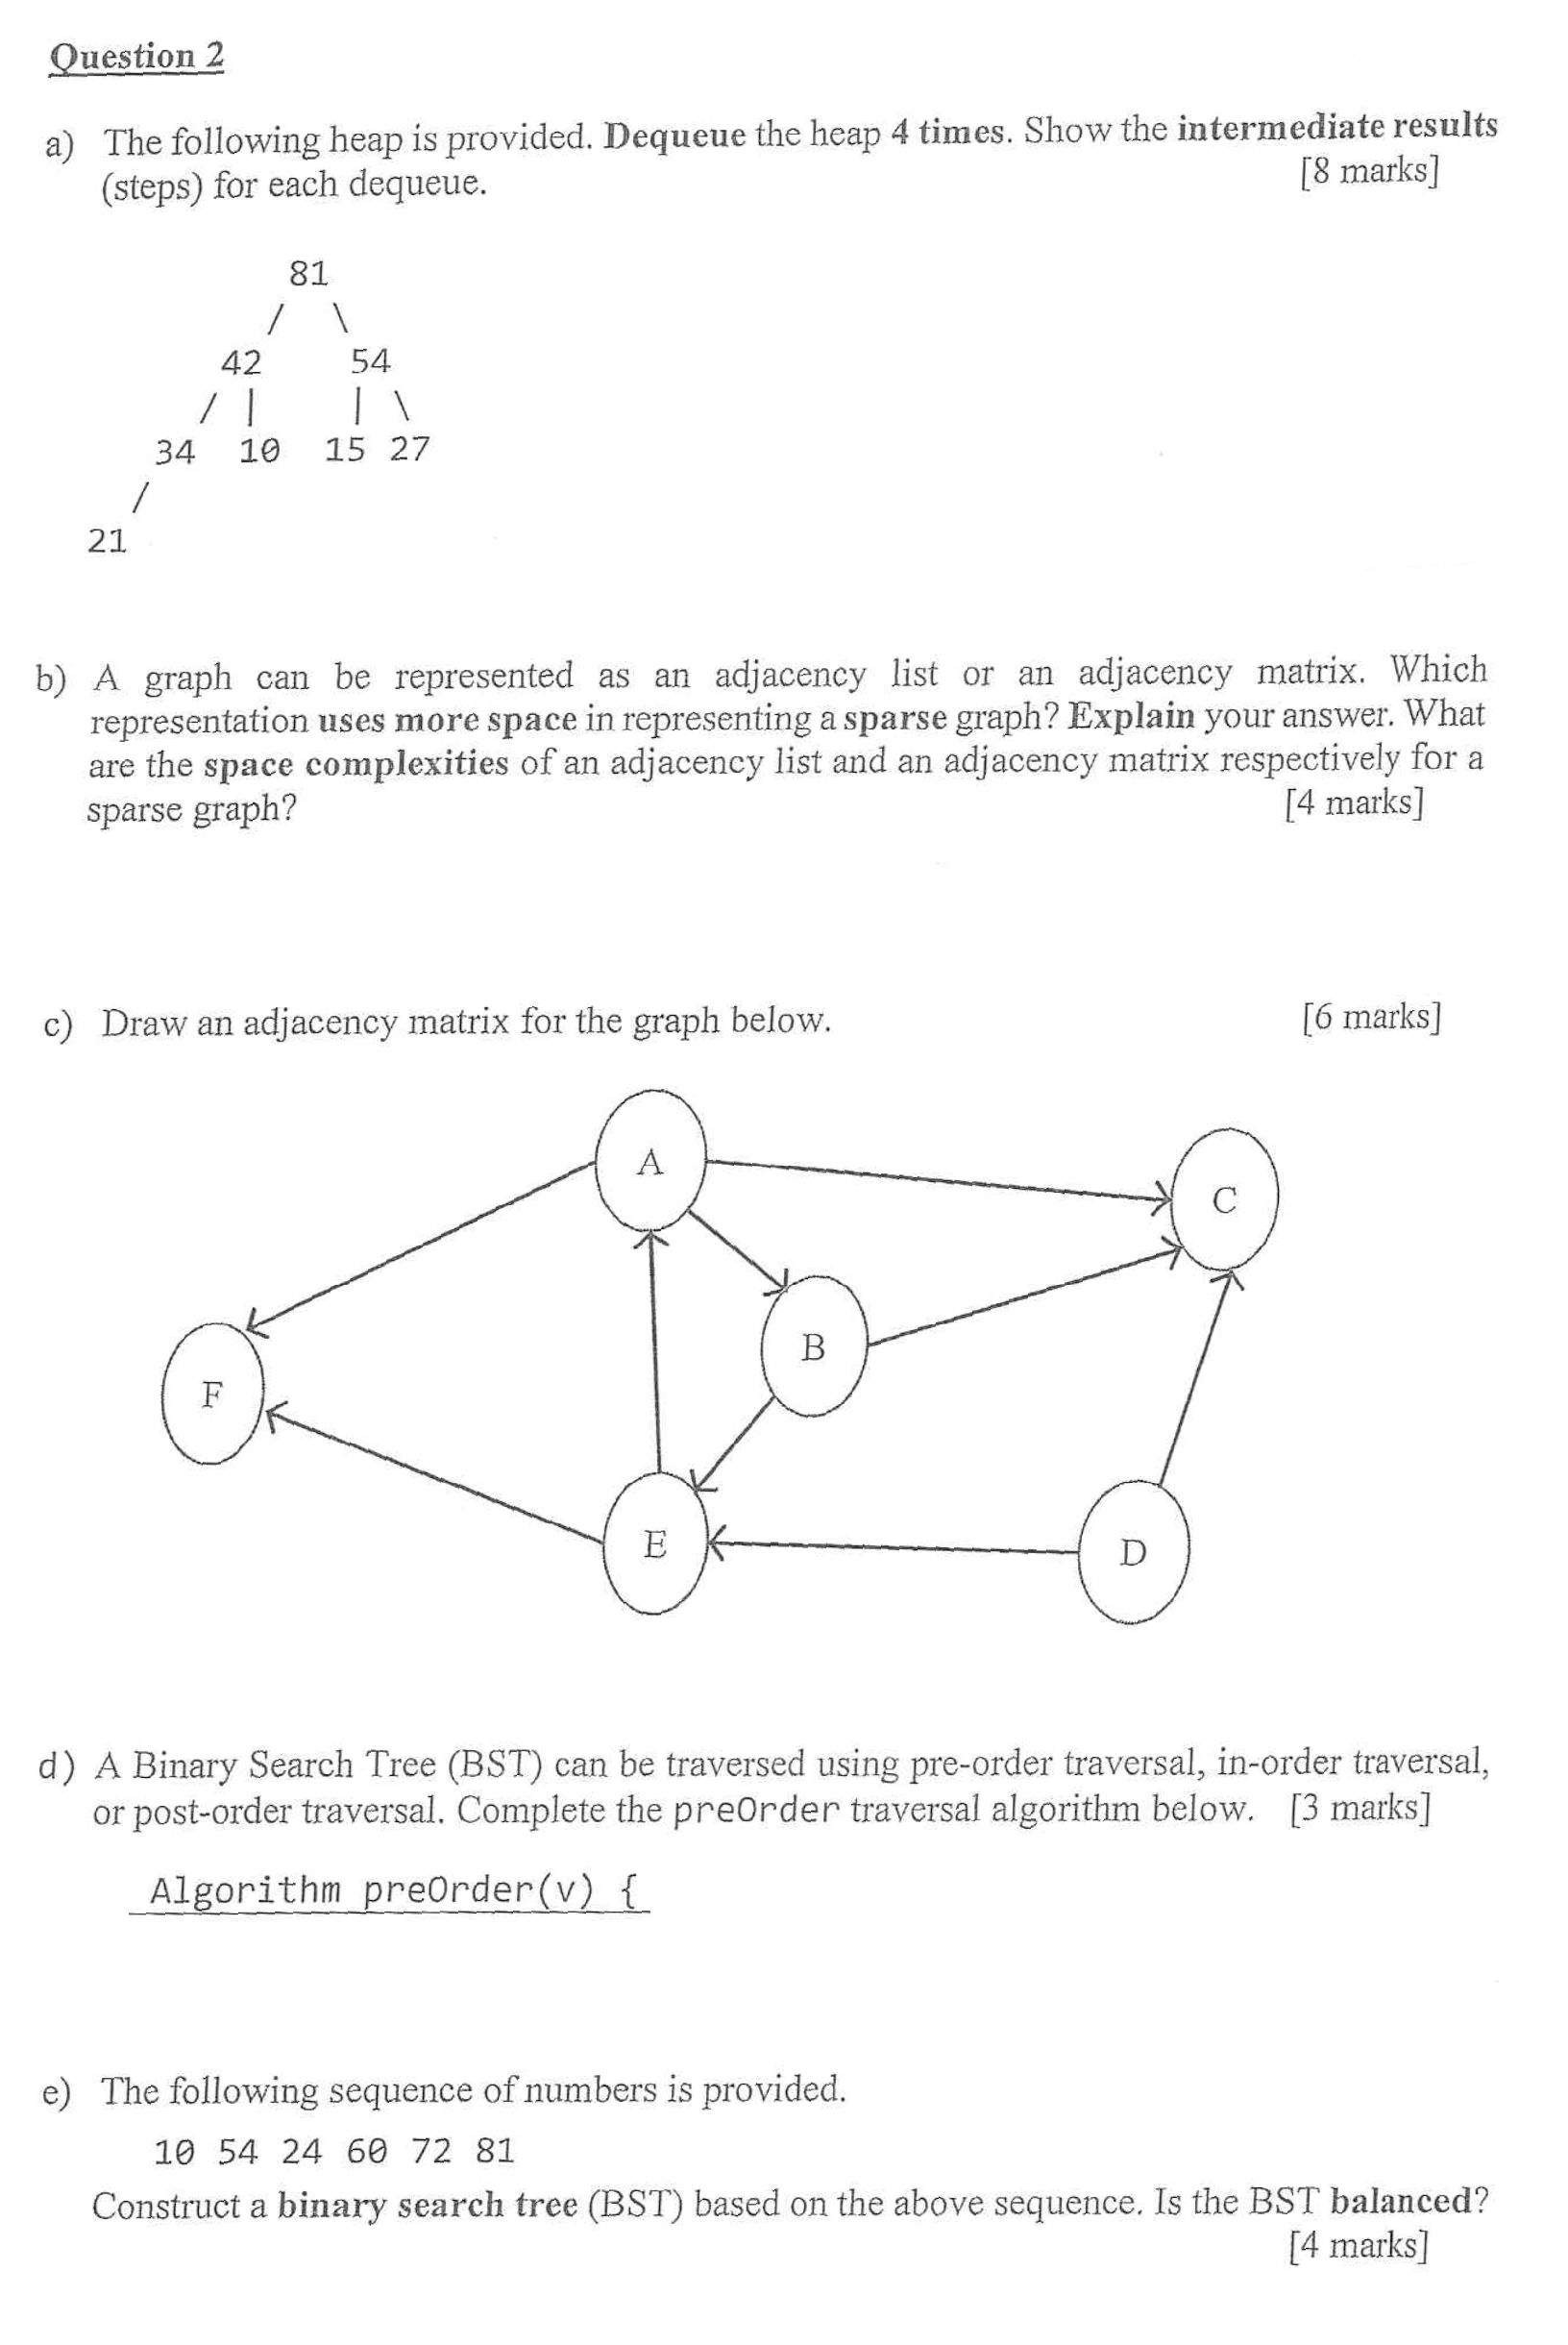 Question 2
a) The following heap is provided. Dequeue the heap 4 times. Show the intermediate results
(steps) for each dequeue. [8 marks]
81
/ \
42 54
/ | | \
34 10 15 27
/
21
b) A graph can be represented as an adjacency list or an adjacency matrix. Which
representation uses more space in representing a sparse graph? Explain your answer. What
are the space complexities of an adjacency list and an adjacency matrix respectively for a
sparse graph? [4 marks]
c) Draw an adjacency matrix for the graph below. [6 marks]
A
C
B
F
E
D
d) A Binary Search Tree (BST) can be traversed using pre-order traversal, in-order traversal,
or post-order traversal. Complete the preOrder traversal algorithm below. [3 marks]
Algorithm preOrder(v) {
e) The following sequence of numbers is provided.
10 54 24 60 72 81
Construct a binary search tree (BST) based on the above sequence. Is the BST balanced?
[4 marks]